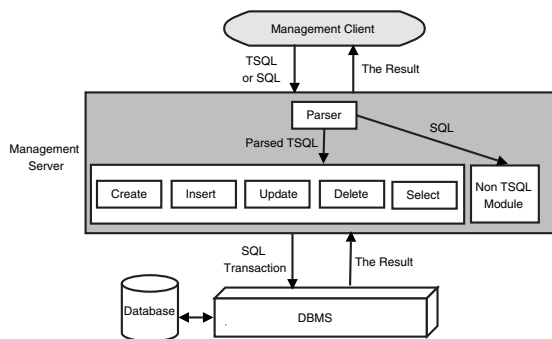 Management Client
TSQL
or SQL
The Result
Parser
SQL
Parsed TSQL
Management
Server
Create
Insert
Update
Delete
Select
Non TSQL
Module
SQL
Transaction
The Result
Database
DBMS